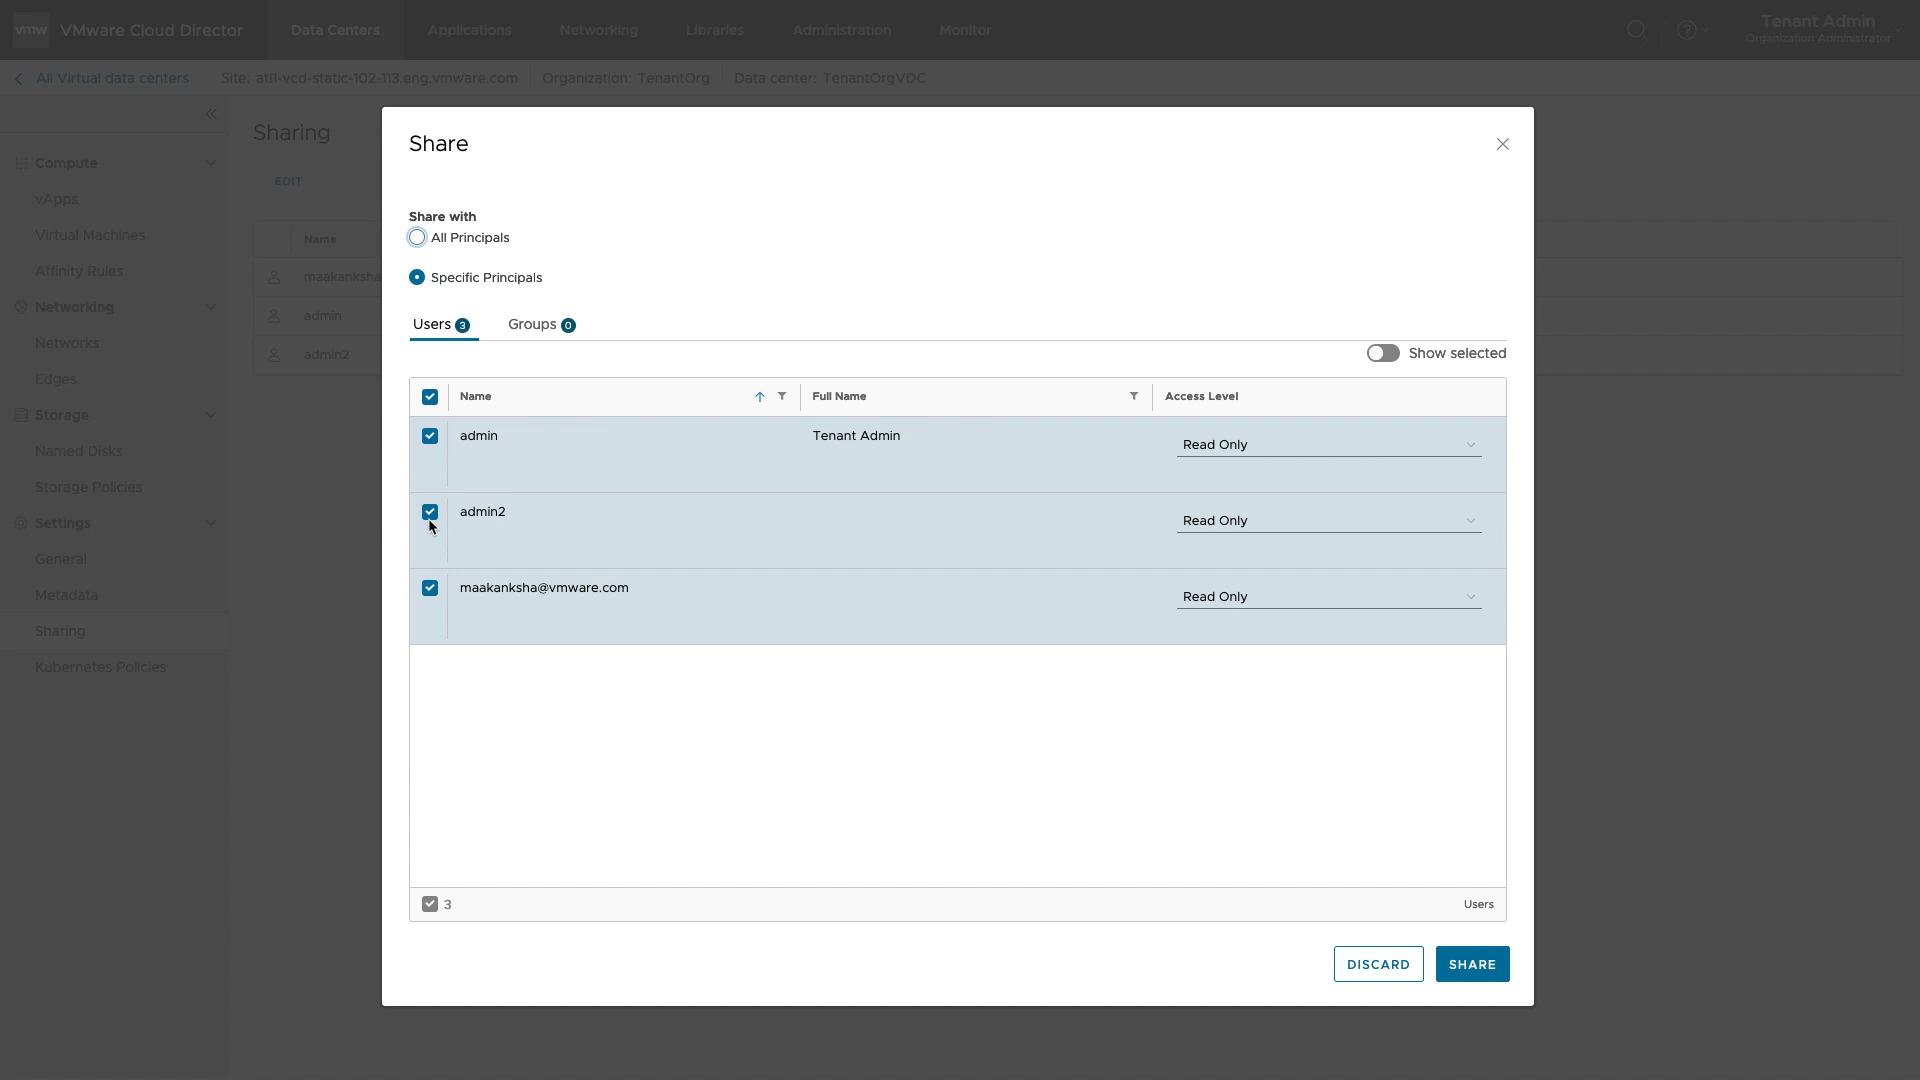 vmw VMware Cloud Director Data Centers Applications Networking Libraries Administration Monitor Tenant Admin
Organization Administrator
All Virtual data centers Site: atl1-vcd-static-102-113.eng.vmware.com Organization: TenantOrg Data center: TenantOrgVDC
Sharing
EDIT
Name
maakanksha
admin
admin2
Compute
vApps
Virtual Machines
Affinity Rules
Networking
Networks
Edges
Storage
Named Disks
Storage Policies
Settings
General
Metadata
Sharing
Kubernetes Policies
Share
Share with
All Principals
Specific Principals
Users 3 Groups 0
Show selected
Name Full Name Access Level
admin Tenant Admin Read Only
admin2 Read Only
maakanksha@vmware.com Read Only
3 Users
DISCARD SHARE